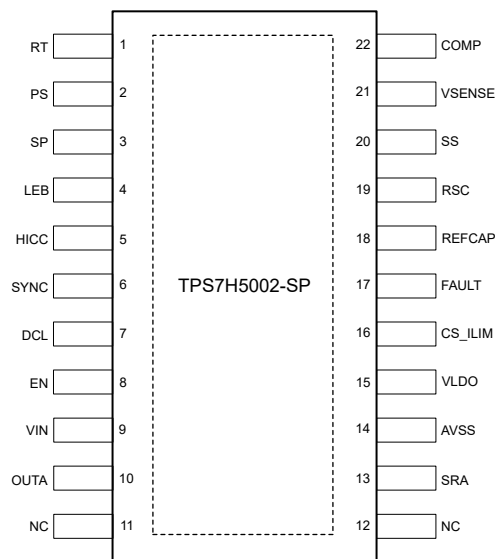 RT 1 22 COMP
PS 2 21 VSENSE
SP 3 20 SS
LEB 4 19 RSC
HICC 5 18 REFCAP
SYNC 6 TPS7H5002-SP 17 FAULT
DCL 7 16 CS_ILIM
EN 8 15 VLDO
VIN 9 14 AVSS
OUTA 10 13 SRA
NC 11 12 NC